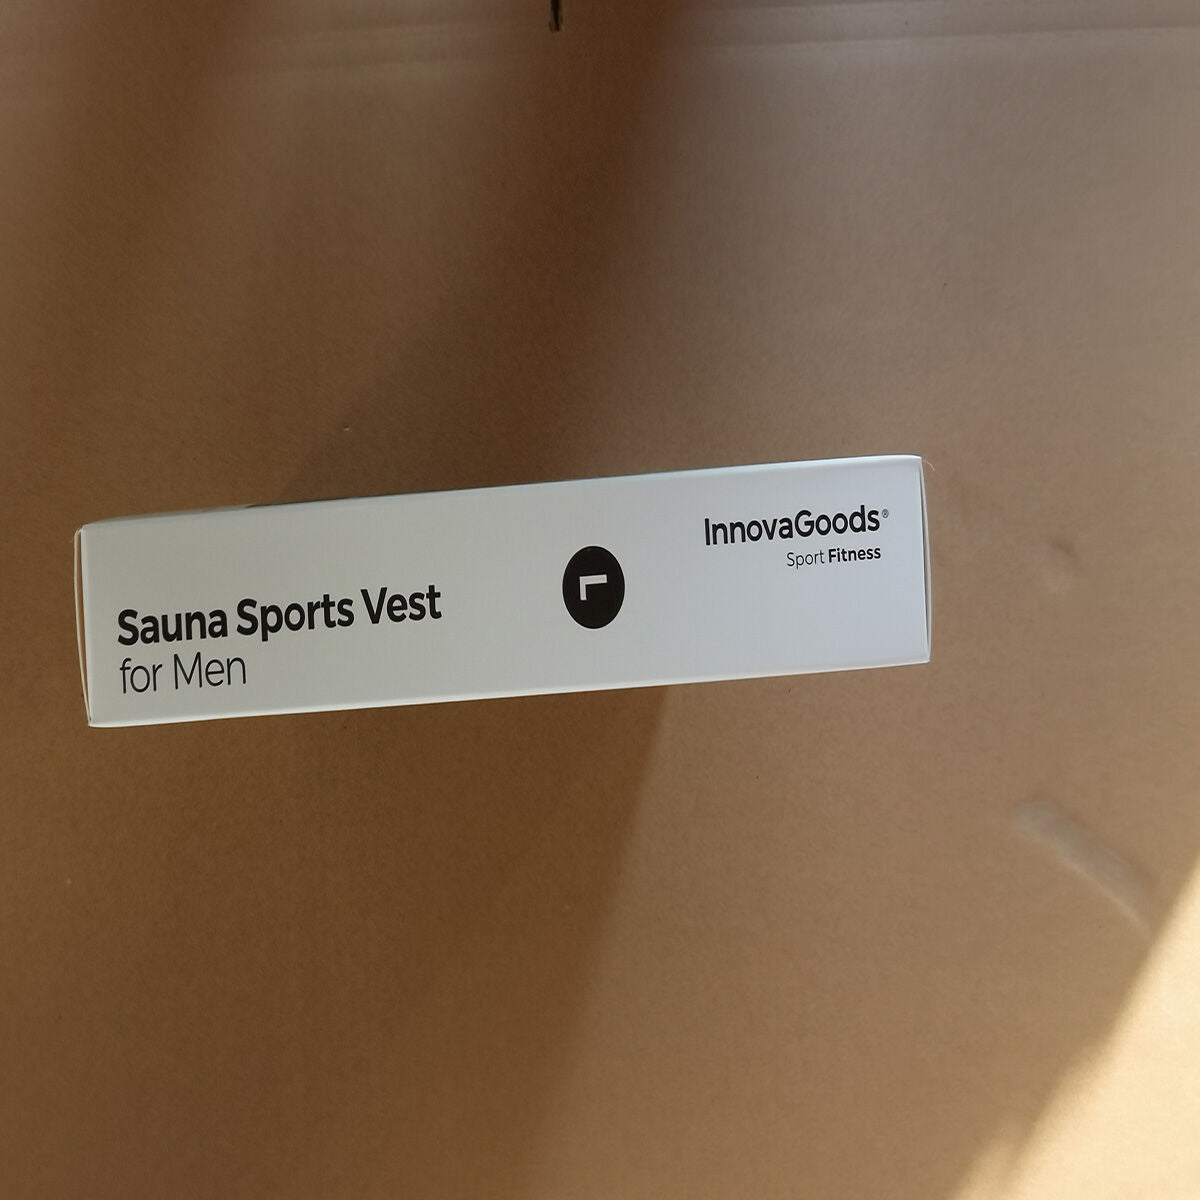 Sauna Sports Vest
for Men
L
InnovaGoods®
Sport Fitness